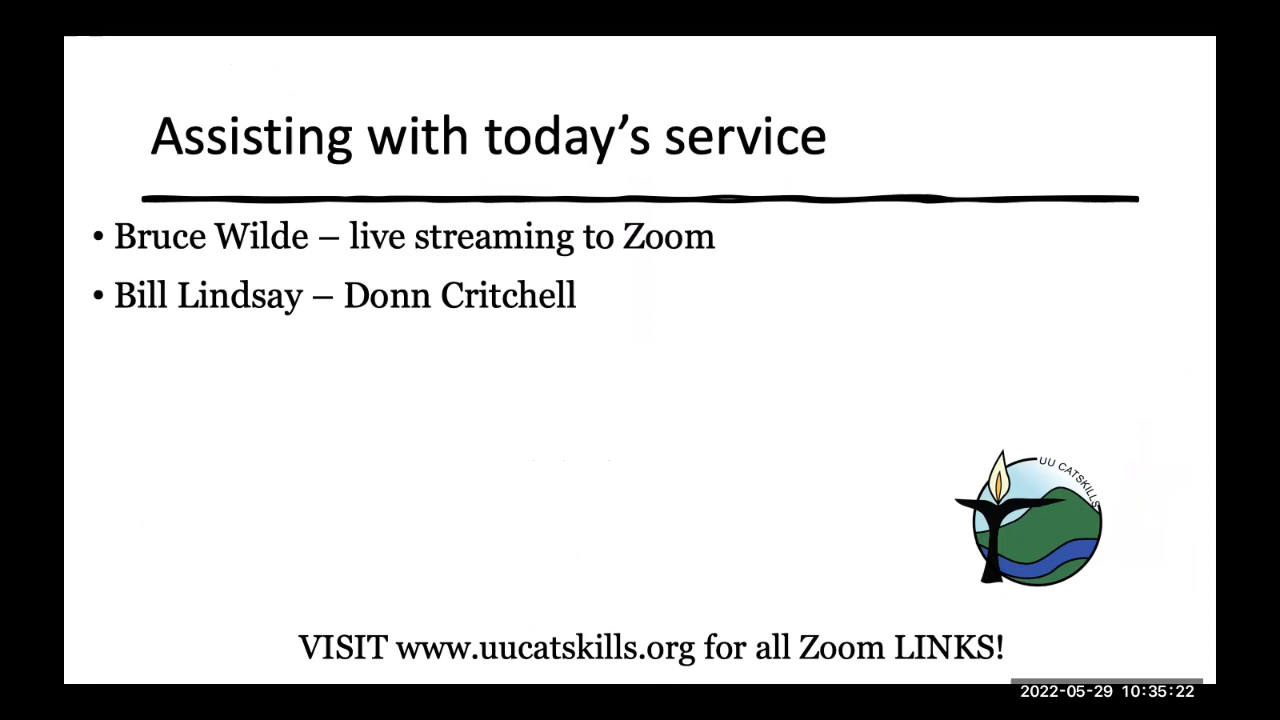 Assisting with today’s service
• Bruce Wilde – live streaming to Zoom
• Bill Lindsay – Donn Critchell
UU CATSKILLS
VISIT www.uucatskills.org for all Zoom LINKS!
2022-05-29 10:35:22